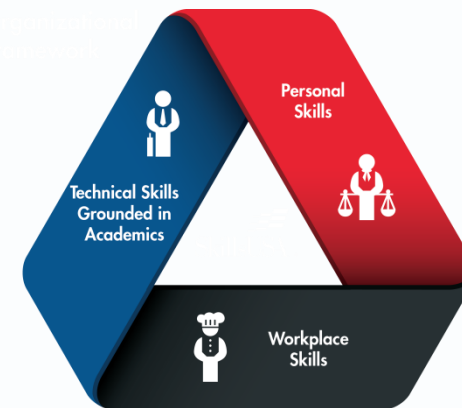 Personal
Skills
Technical Skills
Grounded in
Academics
Workplace
Skills